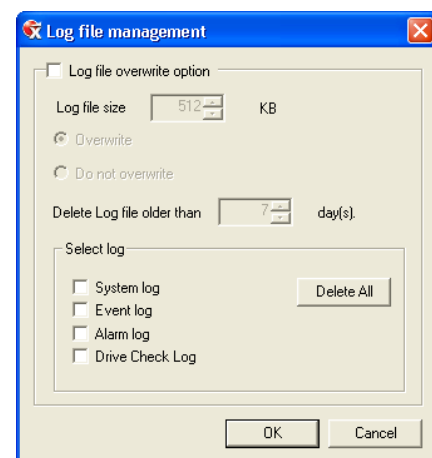 Log file management
Log file overwrite option
Log file size 512 KB
Overwrite
Do not overwrite
Delete Log file older than 7 day(s).
Select log
System log
Delete All
Event log
Alarm log
Drive Check Log
OK Cancel